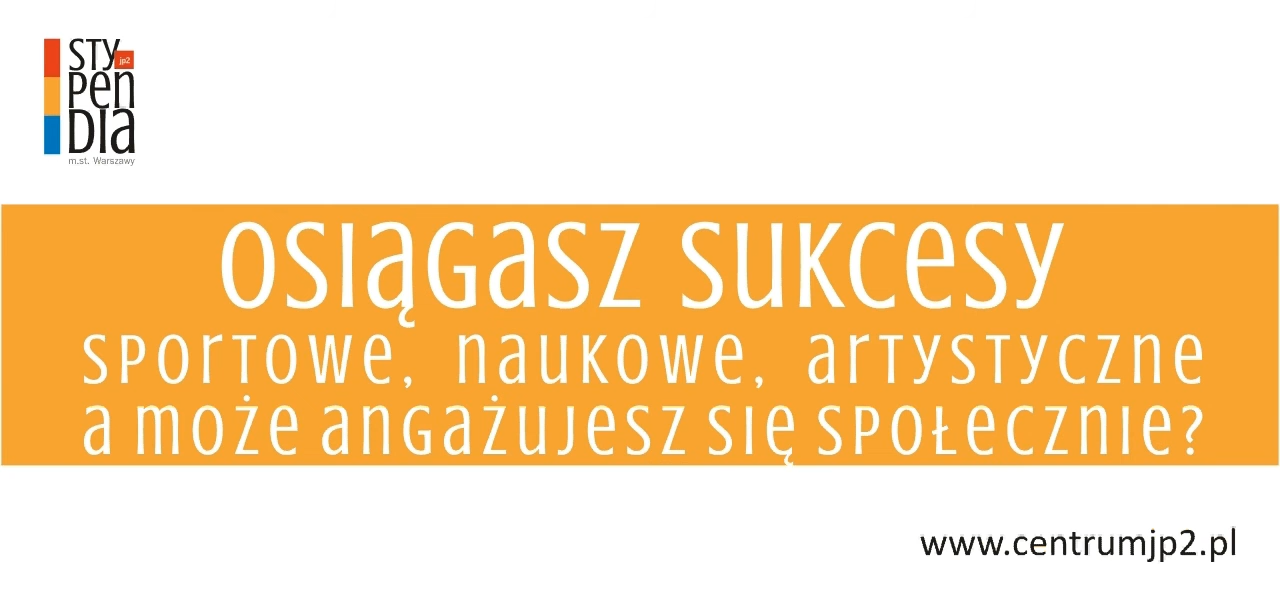 STY
jp2
Pen
DIa
m.st. Warszawy
OSIągasz sukcesy
sportowe, naukowe, artystyczne
a może angażujesz się społecznie?
www.centrumjp2.pl